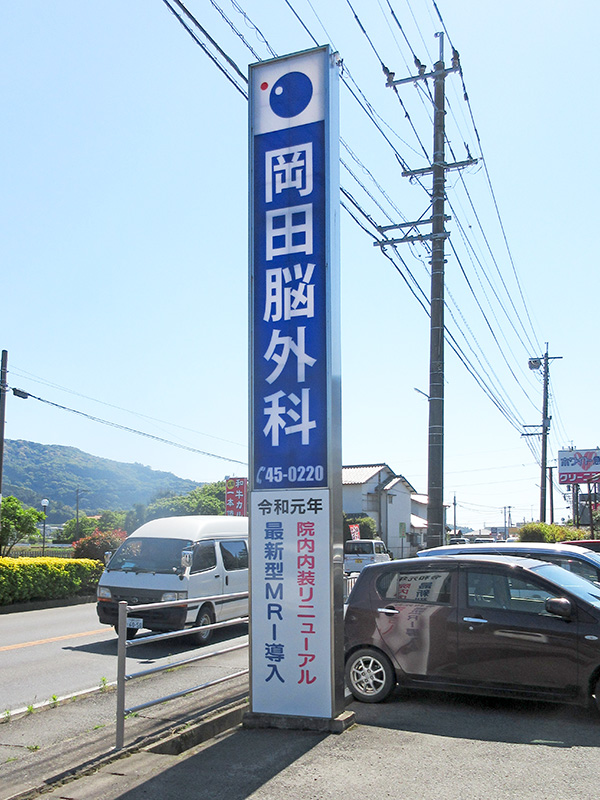 岡田脳外科
45-0220
令和元年
院内内装リニューアル
最新型MRI導入